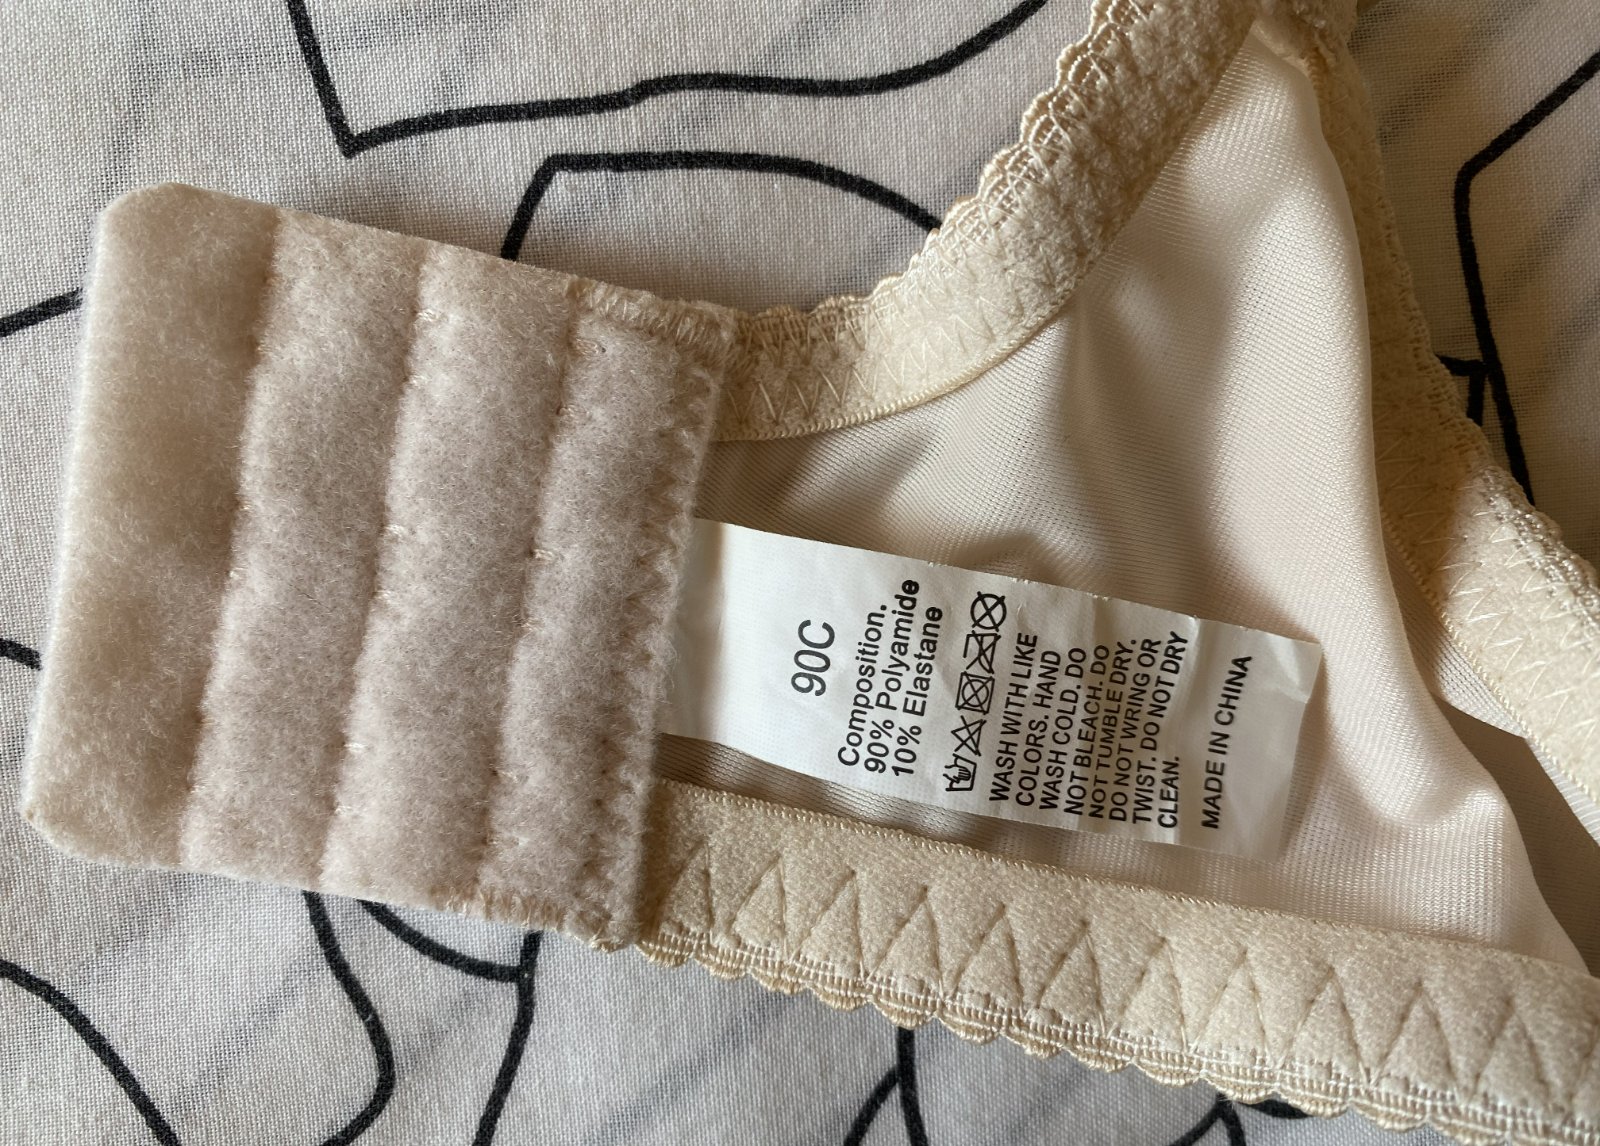 90C
Composition.
90% Polyamide
10% Elastane
WASH WITH LIKE
COLORS. HAND
WASH COLD. DO
NOT BLEACH. DO
NOT TUMBLE DRY.
DO NOT WRING OR
TWIST. DO NOT DRY
CLEAN.
MADE IN CHINA